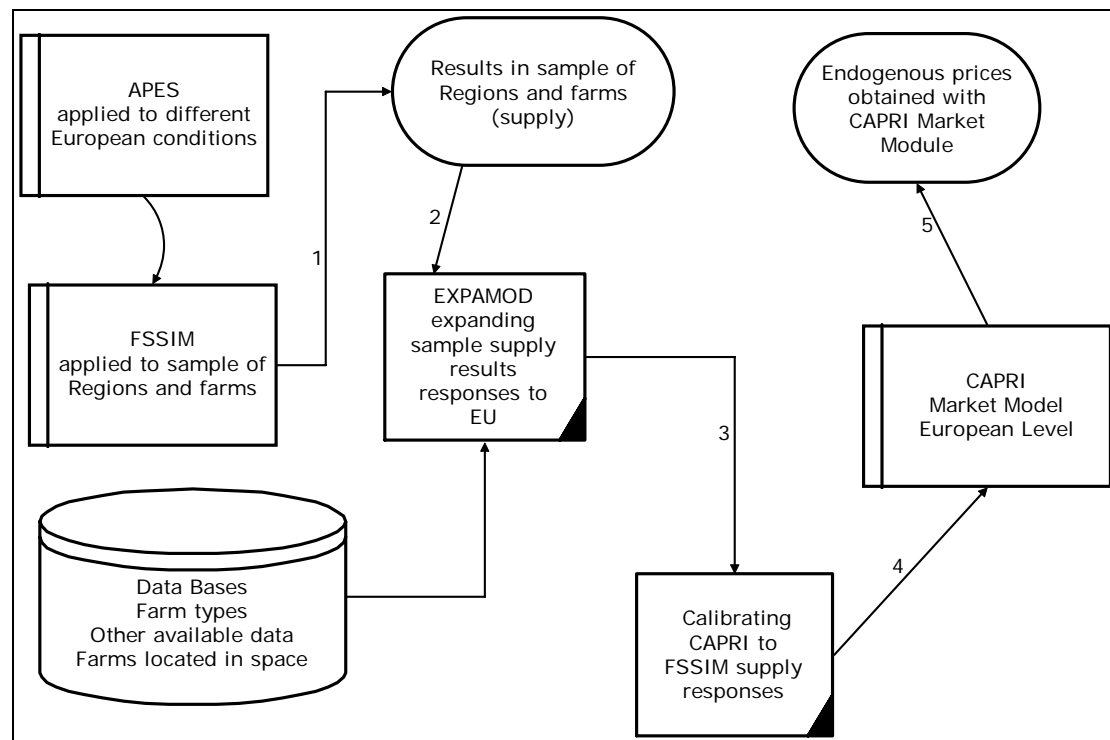 APES
applied to different
European conditions
Results in sample of
Regions and farms
(supply)
Endogenous prices
obtained with
CAPRI Market
Module
1
2
5
FSSIM
applied to sample of
Regions and farms
EXPAMOD
expanding
sample supply
results
responses to
EU
CAPRI
Market Model
European Level
3
4
Data Bases
Farm types
Other available data
Farms located in space
Calibrating
CAPRI to
FSSIM supply
responses